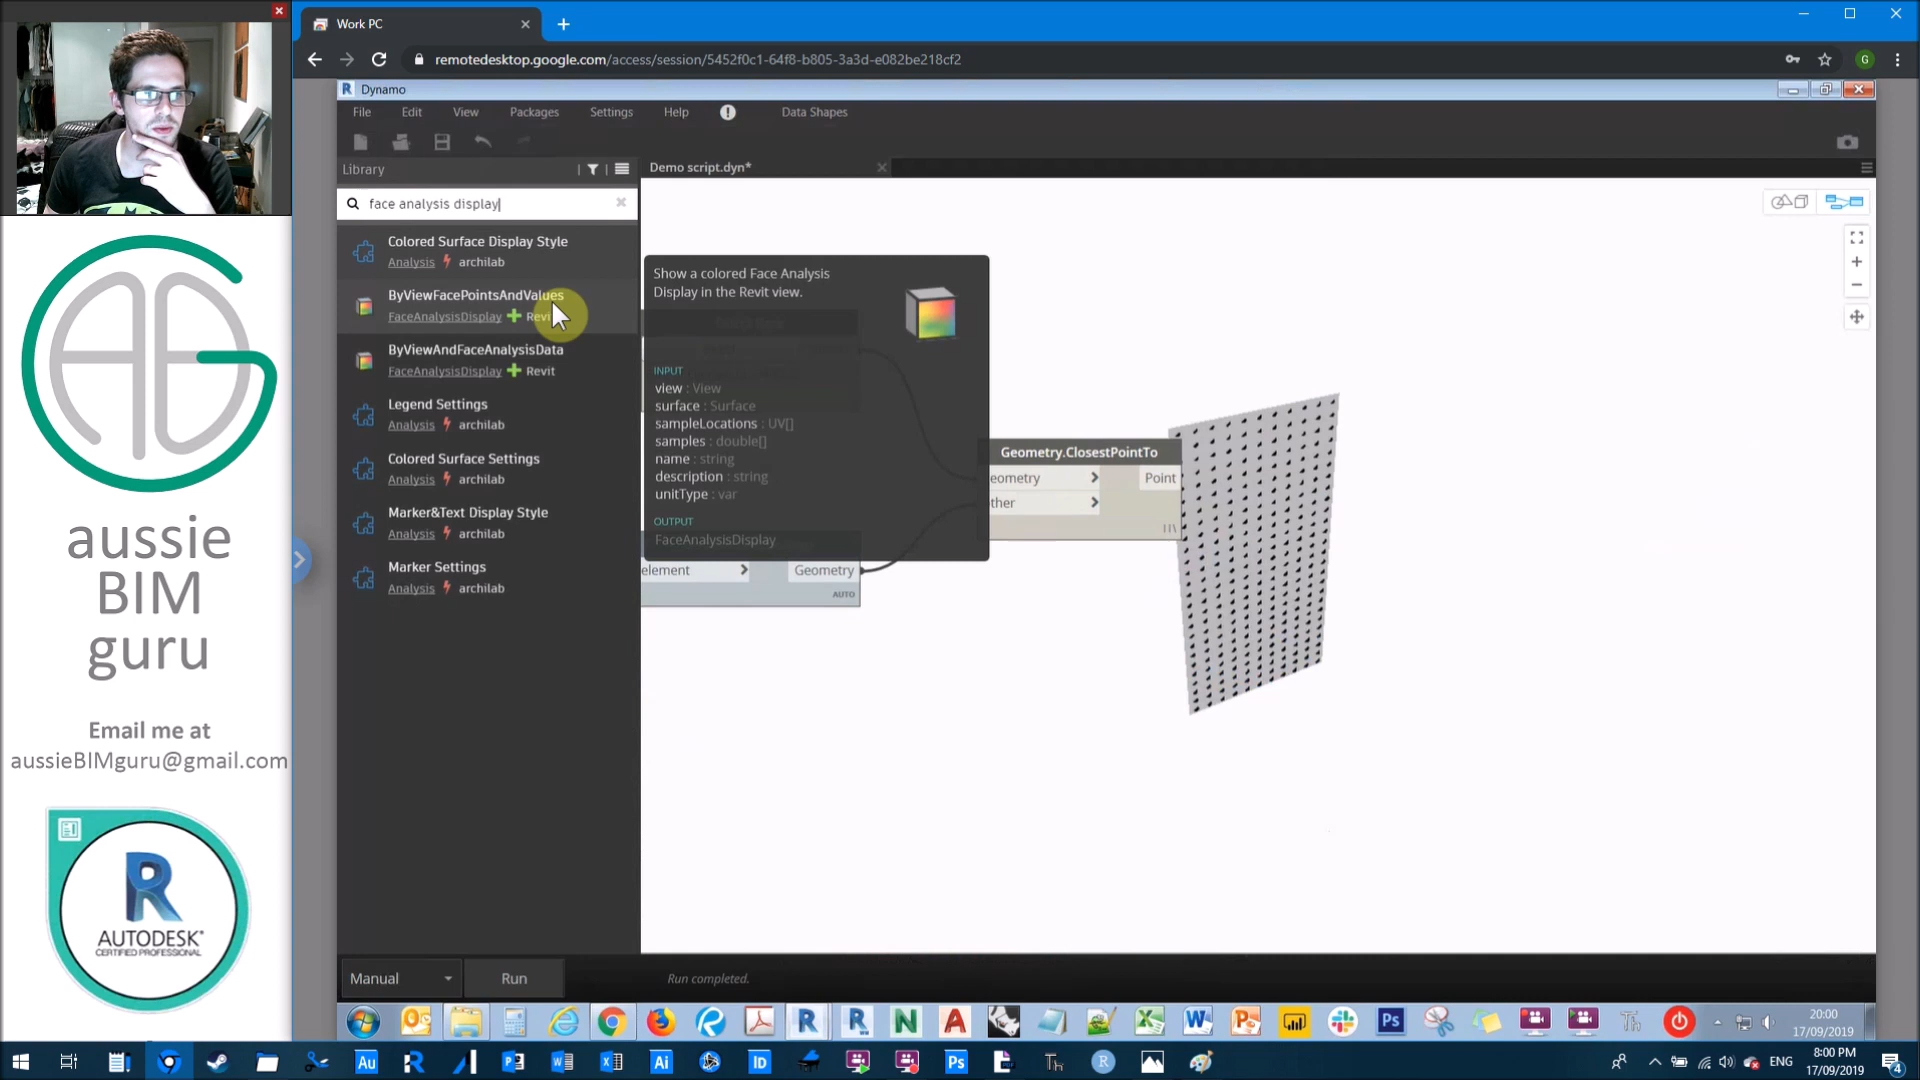 Work PC
remotedesktop.google.com/access/session/5452f0c1-64f8-b805-3a3d-e082be218cf2
G
R Dynamo
File Edit View Packages Settings Help Data Shapes
Library
Demo script.dyn*
face analysis display
Colored Surface Display Style
Analysis archilab
ByViewFacePointsAndValues
FaceAnalysisDisplay Revit
ByViewAndFaceAnalysisData
FaceAnalysisDisplay Revit
Legend Settings
Analysis archilab
Colored Surface Settings
Analysis archilab
Marker&Text Display Style
Analysis archilab
Marker Settings
Analysis archilab
Show a colored Face Analysis
Display in the Revit view.
INPUT
view : View
surface : Surface
sampleLocations : UV[]
samples : double[]
name : string
description : string
unitType : var
OUTPUT
FaceAnalysisDisplay
element > Geometry
AUTO
Geometry.ClosestPointTo
eometry > Point
ther >
Manual Run Run completed.
20:00
17/09/2019
ENG
8:00 PM
17/09/2019
4
aussie
BIM
guru
Email me at
aussieBIMguru@gmail.com
R
AUTODESK®
CERTIFIED PROFESSIONAL